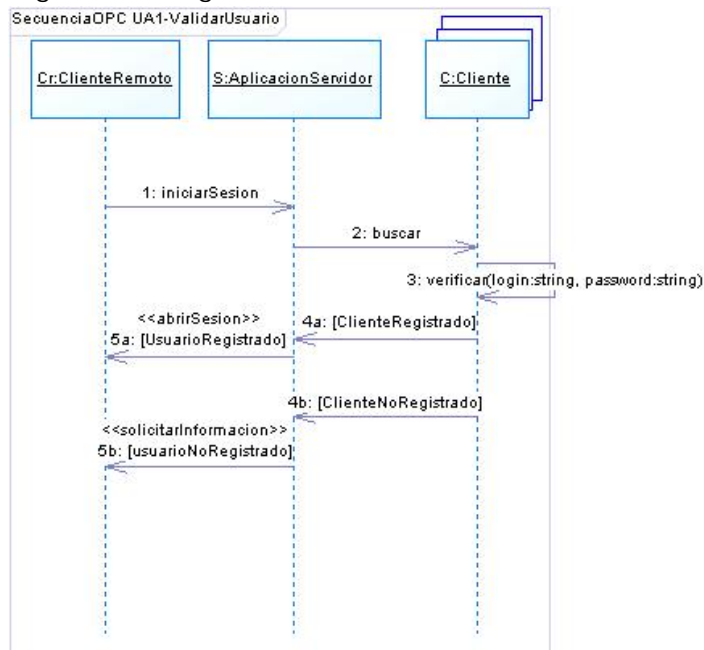 SecuenciaOPC UA1-ValidarUsuario
Cr:ClienteRemoto
S:AplicacionServidor
C:Cliente
1: iniciarSesion
2: buscar
3: verificar(login:string, password:string)
<<abrirSesion>>
4a: [ClienteRegistrado]
5a: [UsuarioRegistrado]
4b: [ClienteNoRegistrado]
<<solicitarInformacion>>
5b: [usuarioNoRegistrado]